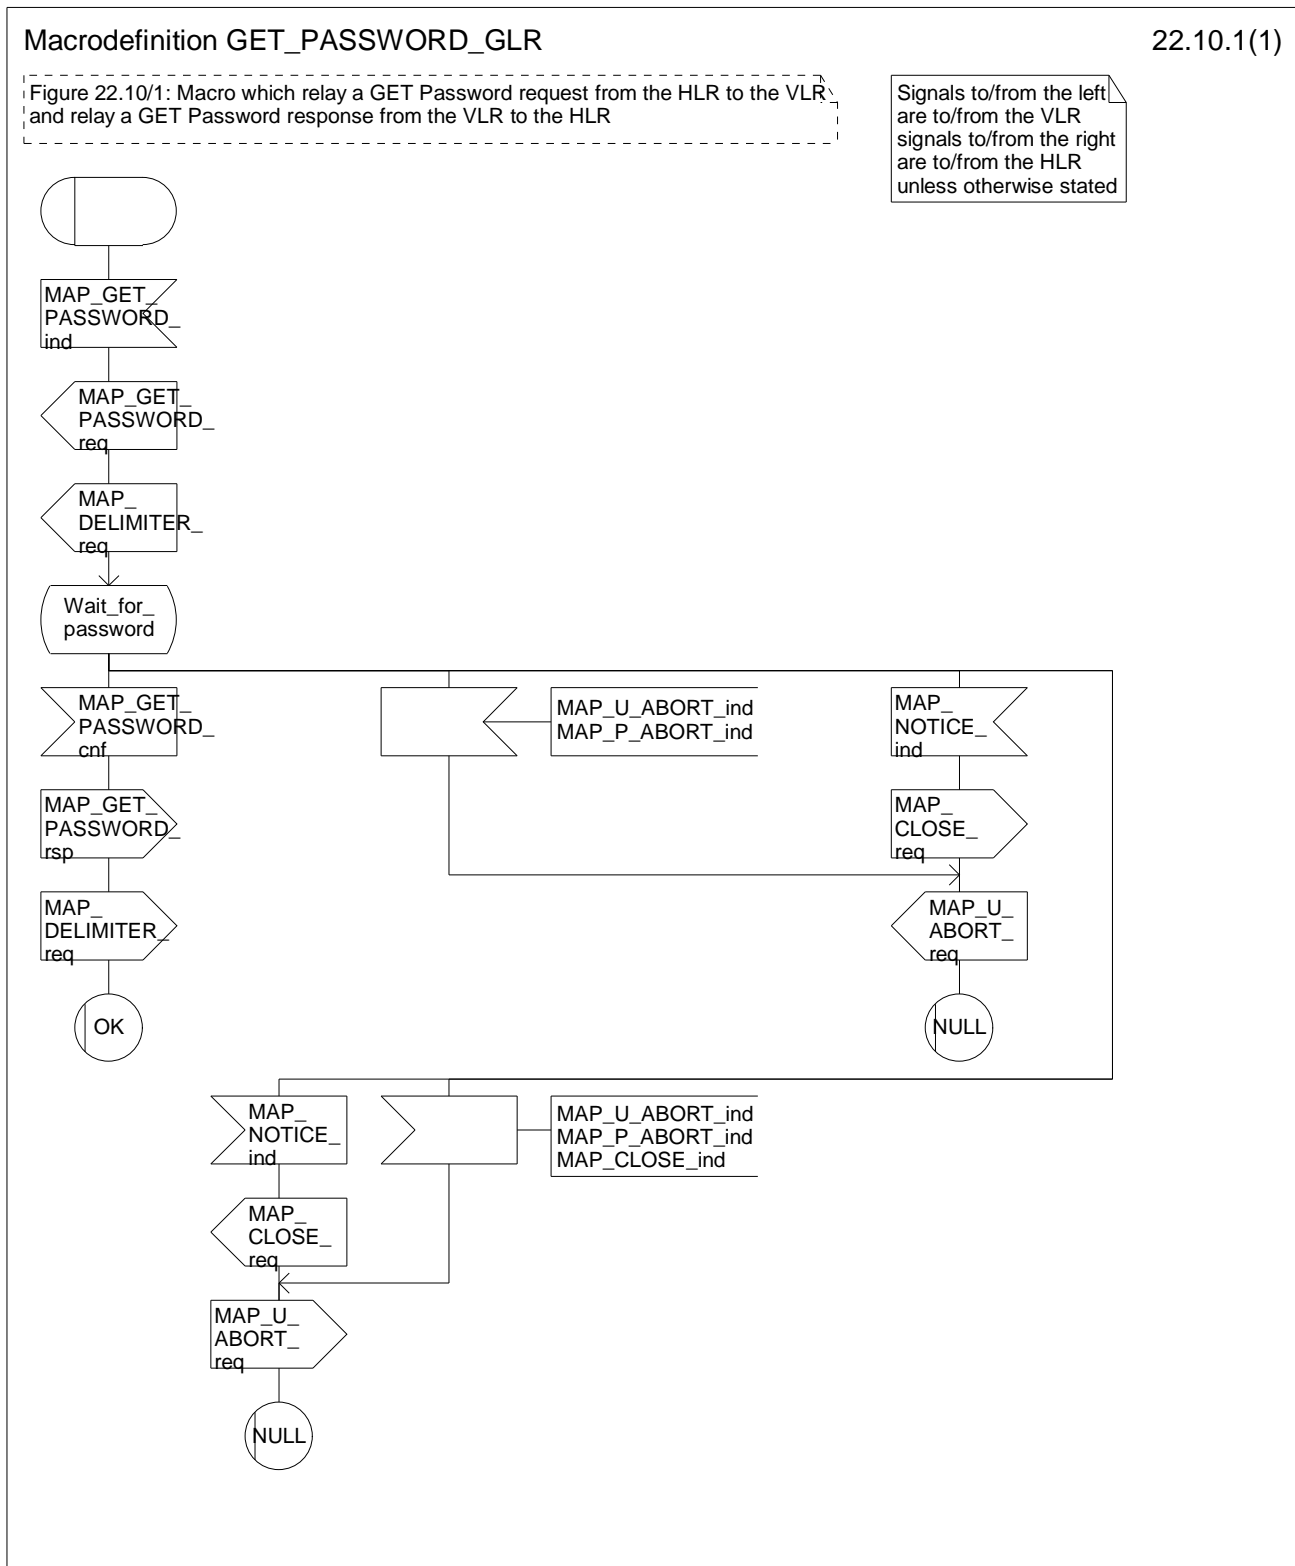 Macrodefinition GET_PASSWORD_GLR
22.10.1(1)
Figure 22.10/1: Macro which relay a GET Password request from the HLR to the VLR
and relay a GET Password response from the VLR to the HLR
Signals to/from the left
are to/from the VLR
signals to/from the right
are to/from the HLR
unless otherwise stated
MAP_GET_
PASSWORD_
ind
MAP_GET_
PASSWORD_
req
MAP_
DELIMITER_
req
Wait_for_
password
MAP_GET_
PASSWORD_
cnf
MAP_U_ABORT_ind
MAP_P_ABORT_ind
MAP_
NOTICE_
ind
MAP_GET_
PASSWORD_
rsp
MAP_
CLOSE_
req
MAP_
DELIMITER_
req
MAP_U_
ABORT_
req
OK
NULL
MAP_
NOTICE_
ind
MAP_U_ABORT_ind
MAP_P_ABORT_ind
MAP_CLOSE_ind
MAP_
CLOSE_
req
MAP_U_
ABORT_
req
NULL